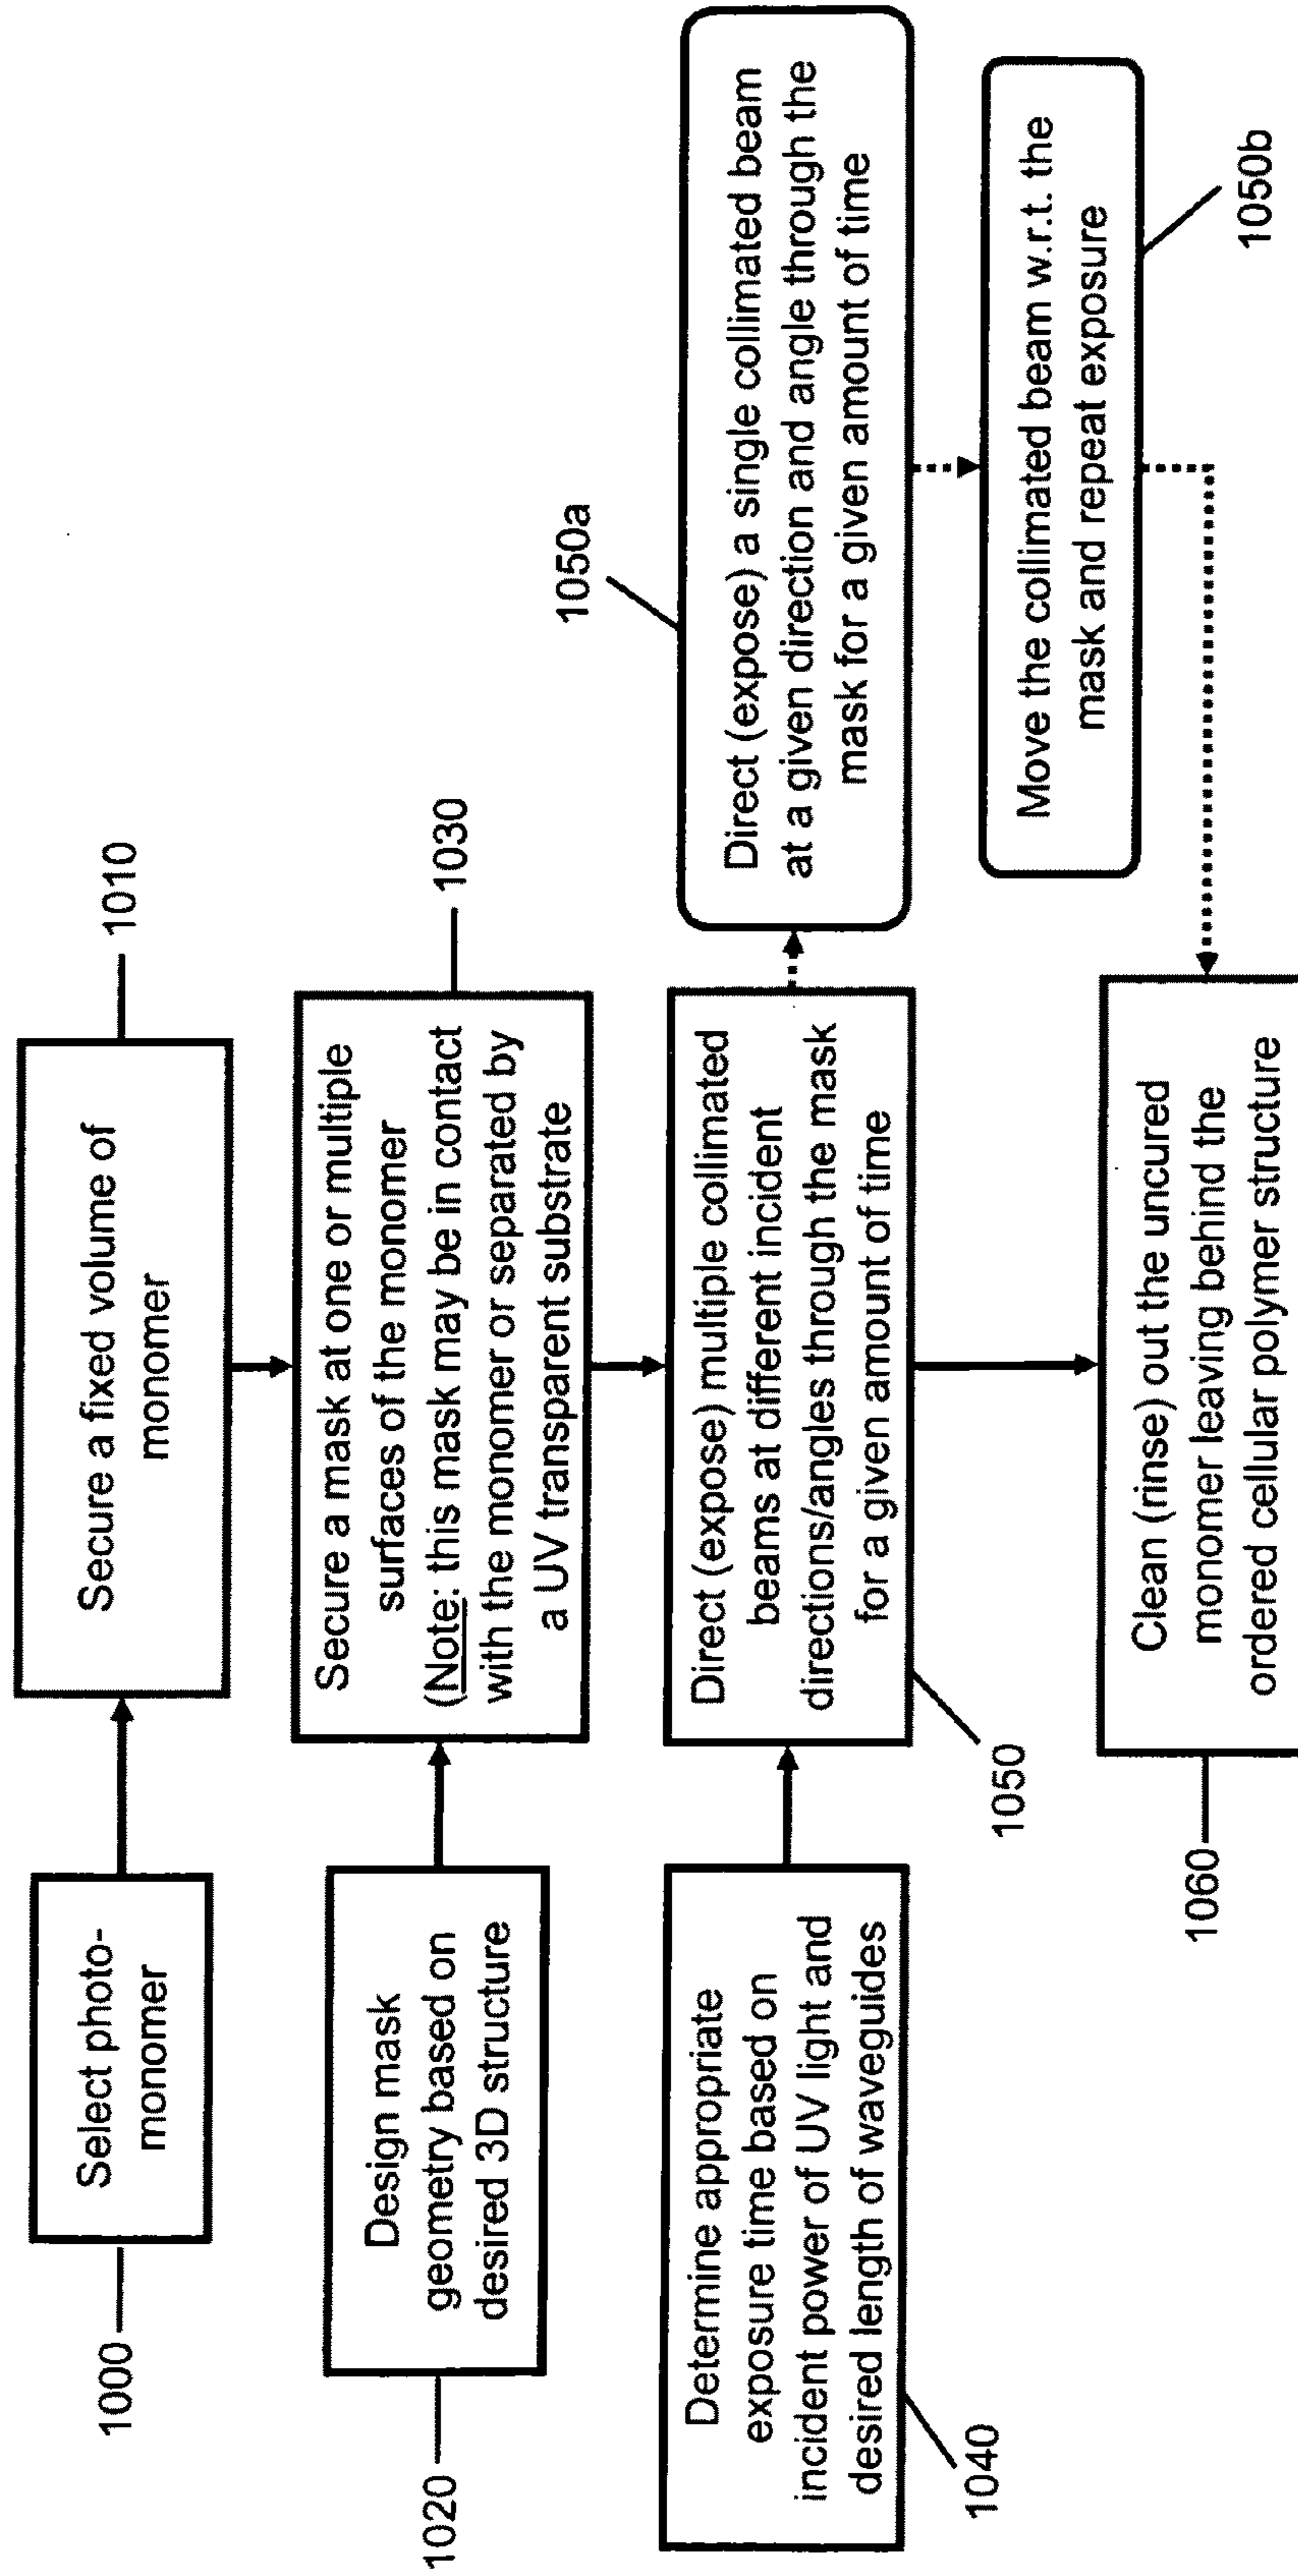 1000
Select photo-
monomer
Secure a fixed volume of
monomer
1010
1020
Design mask
geometry based on
desired 3D structure
Secure a mask at one or multiple
surfaces of the monomer
(Note: this mask may be in contact
with the monomer or separated by
a UV transparent substrate
1030
Determine appropriate
exposure time based on
incident power of UV light and
desired length of waveguides
1040
Direct (expose) multiple collimated
beams at different incident
directions/angles through the mask
for a given amount of time
1050
1050a
Direct (expose) a single collimated beam
at a given direction and angle through the
mask for a given amount of time
Move the collimated beam w.r.t. the
mask and repeat exposure
1050b
1060
Clean (rinse) out the uncured
monomer leaving behind the
ordered cellular polymer structure